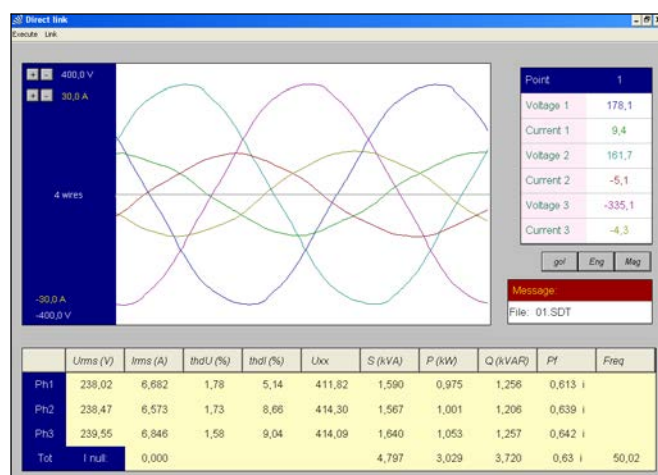 Direct link
Execute Link
+ - 400,0 V
+ - 30,0 A
4 wires
-30,0 A
-400,0 V
Point 1
Voltage 1 178,1
Current 1 9,4
Voltage 2 161,7
Current 2 -5,1
Voltage 3 -335,1
Current 3 -4,3
go! Eng Mag
Message:
File: 01.SDT
Urms (V) Irms (A) thdU (%) thdI (%) Uxx S (kVA) P (kW) Q (kVAR) Pf Freq
Ph1 238,02 6,682 1,78 5,14 411,82 1,590 0,975 1,256 0,613 i
Ph2 238,47 6,573 1,73 8,66 414,30 1,567 1,001 1,206 0,639 i
Ph3 239,55 6,846 1,58 9,04 414,09 1,640 1,053 1,257 0,642 i
Tot I null: 0,000 4,797 3,029 3,720 0,63 i 50,02